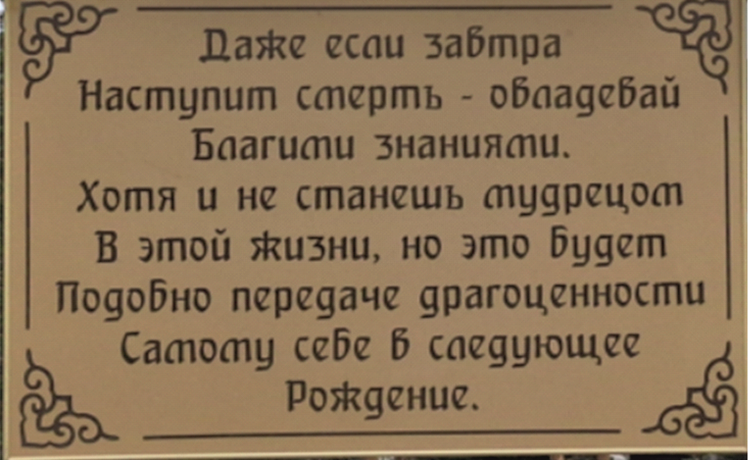 Даже если завтра
Наступит смерть - овладевай
Благими знаниями.
Хотя и не станешь мудрецом
В этой жизни, но это будет
Подобно передаче драгоценности
Самому себе в следующее
Рождение.